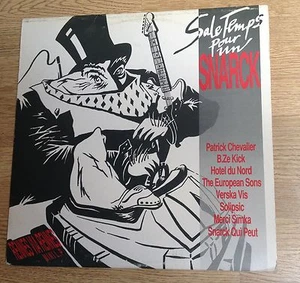 Sale Temps
pour
un
SNARCK
Patrick Chevalier
B.Ze Kick
Hotel du Nord
The European Sons
Verska Vis
Solipsic
Merci Simka
Snarck Qui Peut